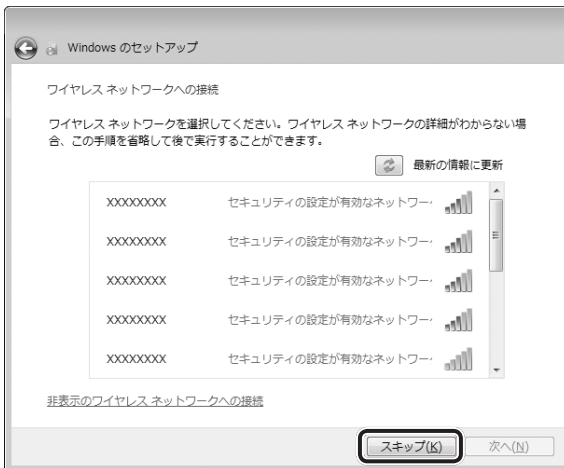 Windows のセットアップ
ワイヤレス ネットワークへの接続
ワイヤレス ネットワークを選択してください。ワイヤレス ネットワークの詳細がわからない場
合、この手順を省略して後で実行することができます。
最新の情報に更新
XXXXXXXX セキュリティの設定が有効なネットワー
XXXXXXXX セキュリティの設定が有効なネットワー
XXXXXXXX セキュリティの設定が有効なネットワー
XXXXXXXX セキュリティの設定が有効なネットワー
XXXXXXXX セキュリティの設定が有効なネットワー
非表示のワイヤレス ネットワークへの接続
スキップ(K) 次へ(N)